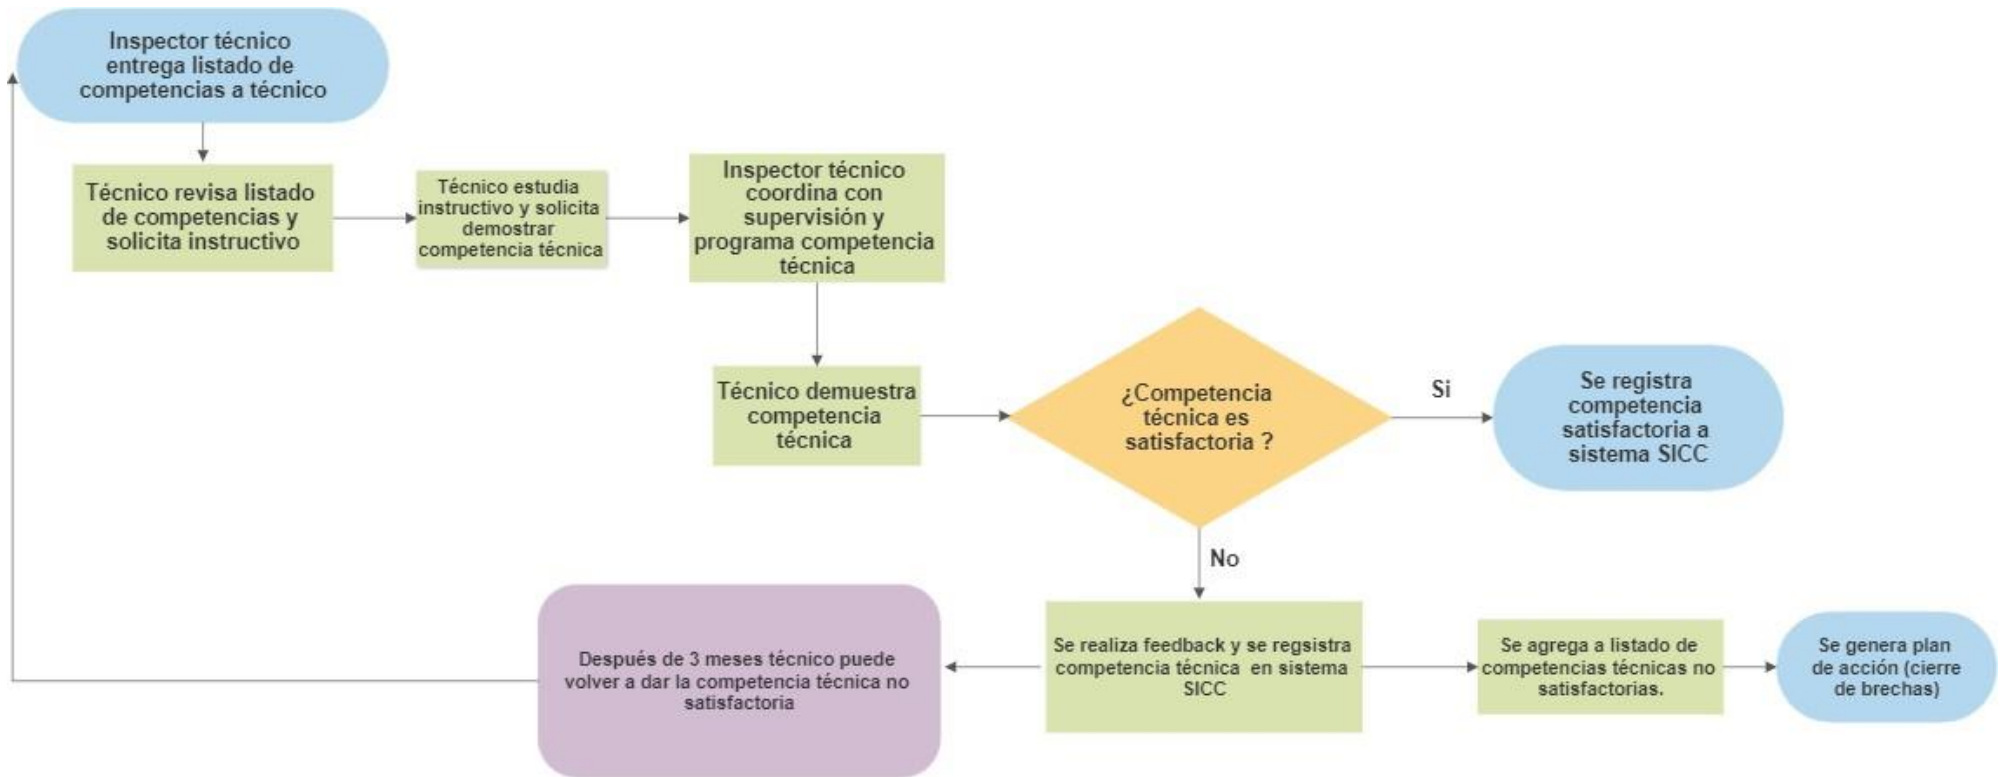 Inspector técnico
entrega listado de
competencias a técnico
Técnico revisa listado
de competencias y
solicita instructivo
Técnico estudia
instructivo y solicita
demostrar
competencia técnica
Inspector técnico
coordina con
supervisión y
programa competencia
técnica
Técnico demuestra
competencia
técnica
¿Competencia
técnica es
satisfactoria ?
Si
Se registra
competencia
satisfactoria a
sistema SICC
No
Se realiza feedback y se regsistra
competencia técnica en sistema
SICC
Se agrega a listado de
competencias técnicas no
satisfactorias.
Se genera plan
de acción (cierre
de brechas)
Después de 3 meses técnico puede
volver a dar la competencia técnica no
satisfactoria